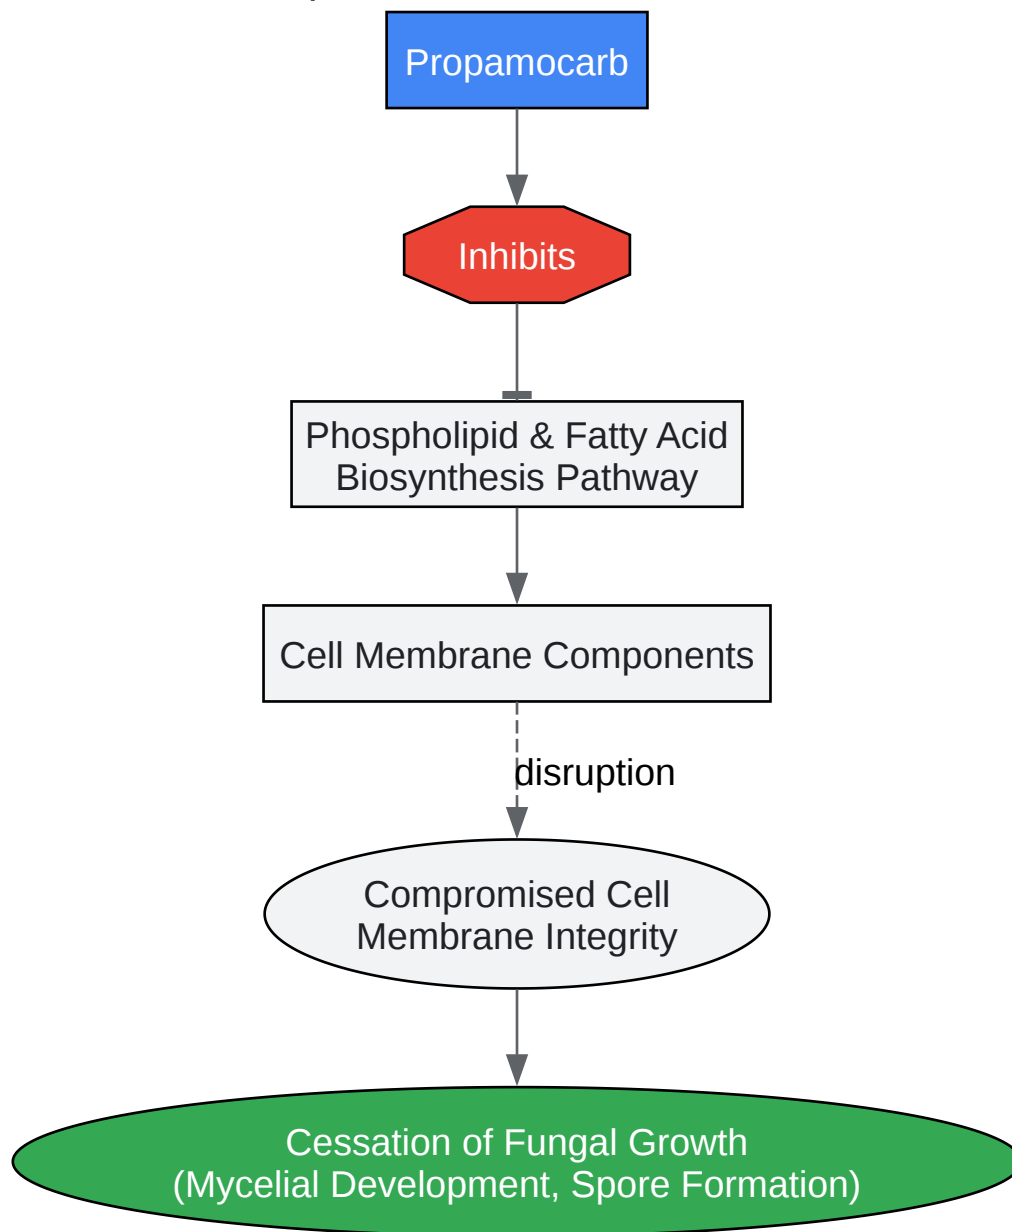 Propamocarb
Inhibits
Phospholipid & Fatty Acid
Biosynthesis Pathway
Cell Membrane Components
disruption
Compromised Cell
Membrane Integrity
Cessation of Fungal Growth
(Mycelial Development, Spore Formation)